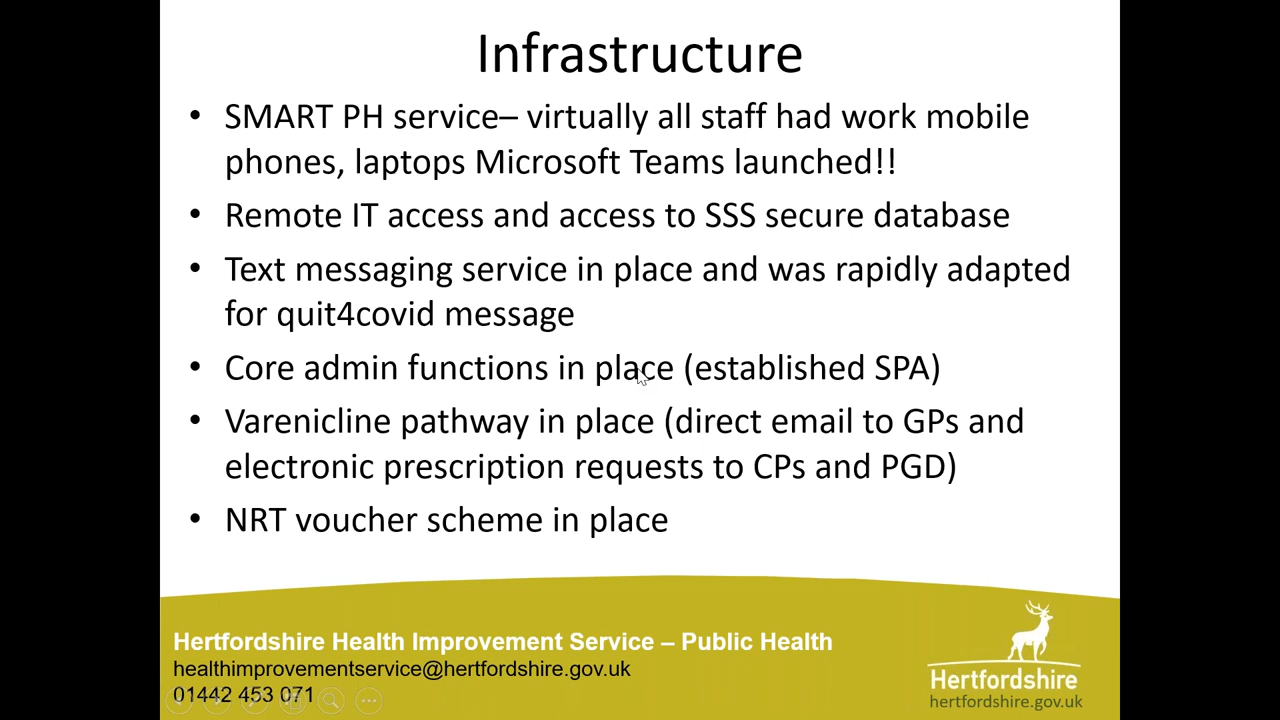 Infrastructure
• SMART PH service– virtually all staff had work mobile
phones, laptops Microsoft Teams launched!!
• Remote IT access and access to SSS secure database
• Text messaging service in place and was rapidly adapted
for quit4covid message
• Core admin functions in place (established SPA)
• Varenicline pathway in place (direct email to GPs and
electronic prescription requests to CPs and PGD)
• NRT voucher scheme in place
Hertfordshire Health Improvement Service – Public Health
healthimprovementservice@hertfordshire.gov.uk
01442 453 071
Hertfordshire
hertfordshire.gov.uk